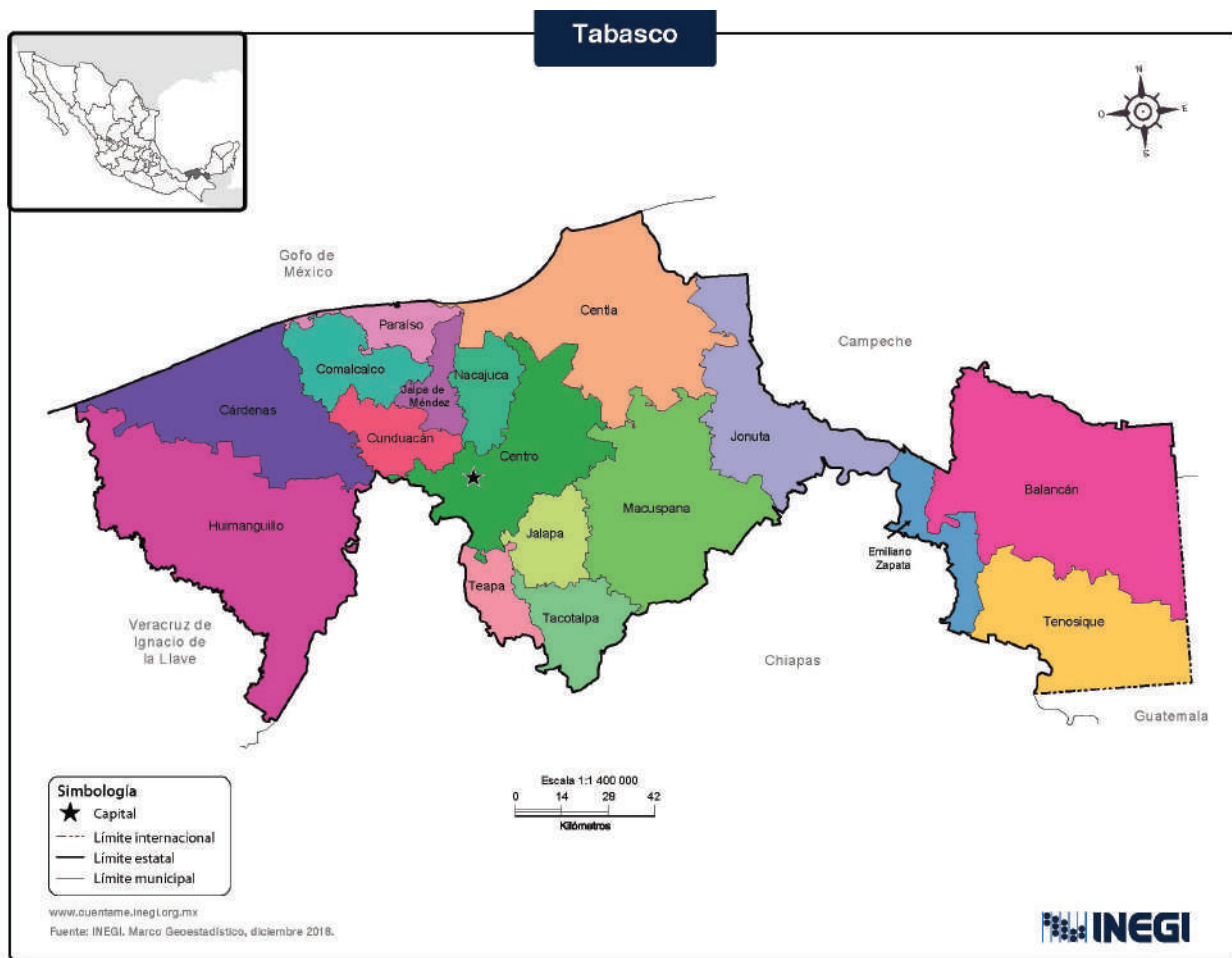 Tabasco
N
O
E
S
Gofo de
México
Centla
Paraíso
Campeche
Comalcalco
Nacajuca
Jalpa de
Méndez
Cárdenas
Cunduacán
Jonuta
Centro
Balancán
Macuspana
Huimanguillo
Jalapa
Emiliano
Zapata
Teapa
Tacotalpa
Tenosique
Veracruz de
Ignacio de
la Llave
Chiapas
Guatemala
Simbología
Capital
Límite internacional
Límite estatal
Límite municipal
Escala 1:1 400 000
0 14 28 42
Kilómetros
www.cuentame.inegi.org.mx
Fuente: INEGI. Marco Geoestadístico, diciembre 2018.
INEGI